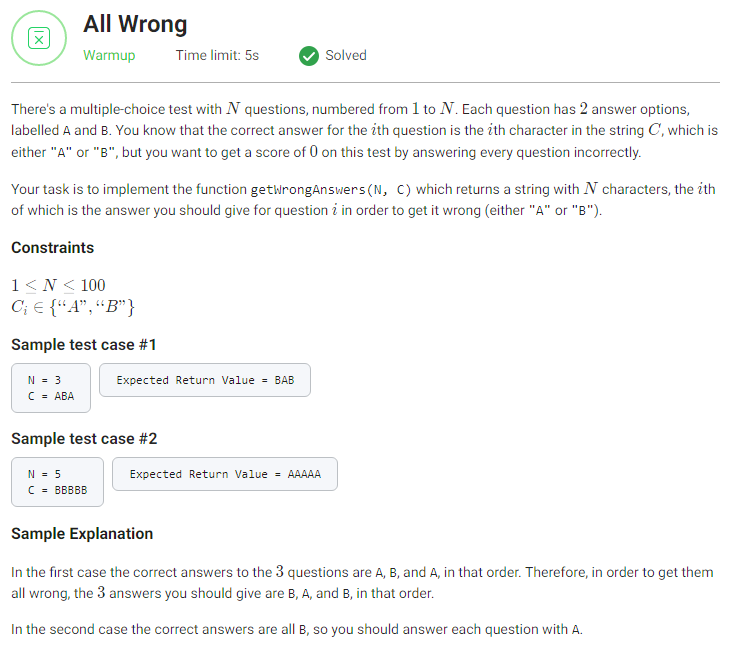 All Wrong
Warmup Time limit: 5s Solved
There's a multiple-choice test with N questions, numbered from 1 to N. Each question has 2 answer options,
labelled A and B. You know that the correct answer for the ith question is the ith character in the string C, which is
either "A" or "B", but you want to get a score of 0 on this test by answering every question incorrectly.
Your task is to implement the function getWrongAnswers(N, C) which returns a string with N characters, the ith
of which is the answer you should give for question i in order to get it wrong (either "A" or "B").
Constraints
1 ≤ N ≤ 100
C_i ∈ {“A”, “B”}
Sample test case #1
N = 3
C = ABA
Expected Return Value = BAB
Sample test case #2
N = 5
C = BBBBB
Expected Return Value = AAAAA
Sample Explanation
In the first case the correct answers to the 3 questions are A, B, and A, in that order. Therefore, in order to get them
all wrong, the 3 answers you should give are B, A, and B, in that order.
In the second case the correct answers are all B, so you should answer each question with A.